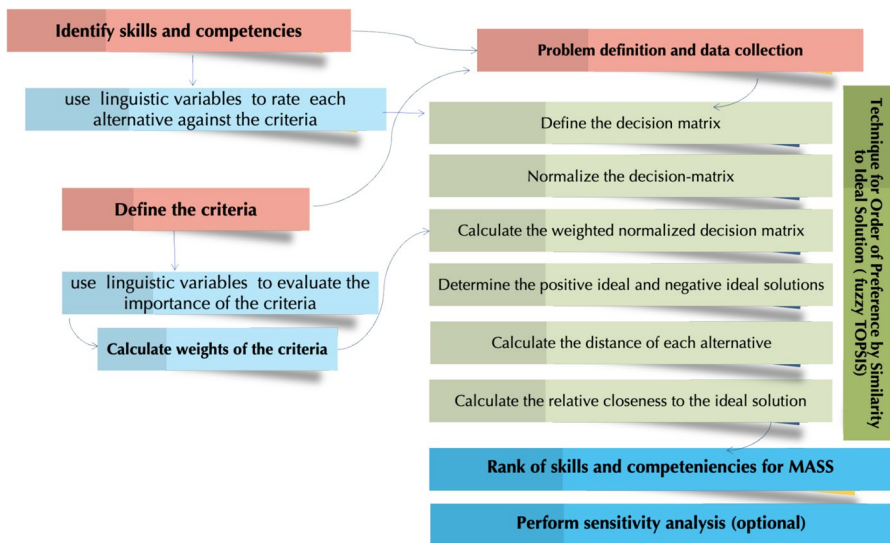 Identify skills and competencies
use linguistic variables to rate each
alternative against the criteria
Define the criteria
use linguistic variables to evaluate the
importance of the criteria
Calculate weights of the criteria
Problem definition and data collection
Define the decision matrix
Normalize the decision-matrix
Calculate the weighted normalized decision matrix
Determine the positive ideal and negative ideal solutions
Calculate the distance of each alternative
Calculate the relative closeness to the ideal solution
Technique for Order of Preference by Similarity
to Ideal Solution ( fuzzy TOPSIS)
Rank of skills and competeniencies for MASS
Perform sensitivity analysis (optional)